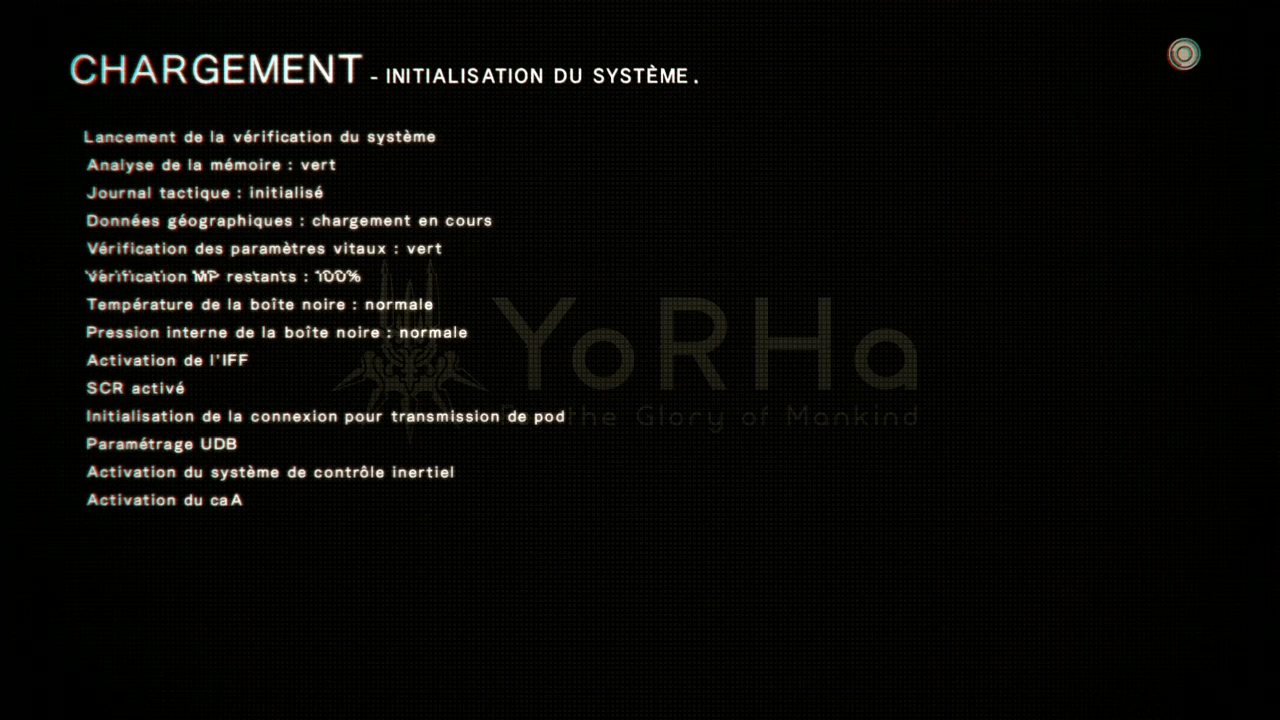 CHARGEMENT - INITIALISATION DU SYSTÈME.
Lancement de la vérification du système
Analyse de la mémoire : vert
Journal tactique : initialisé
Données géographiques : chargement en cours
Vérification des paramètres vitaux : vert
Vérification MP restants : 100%
Température de la boîte noire : normale
Pression interne de la boîte noire : normale
Activation de l'IFF
SCR activé
Initialisation de la connexion pour transmission de pod
Paramétrage UDB
Activation du système de contrôle inertiel
Activation du caA
YoRHa
the Glory of Mankind